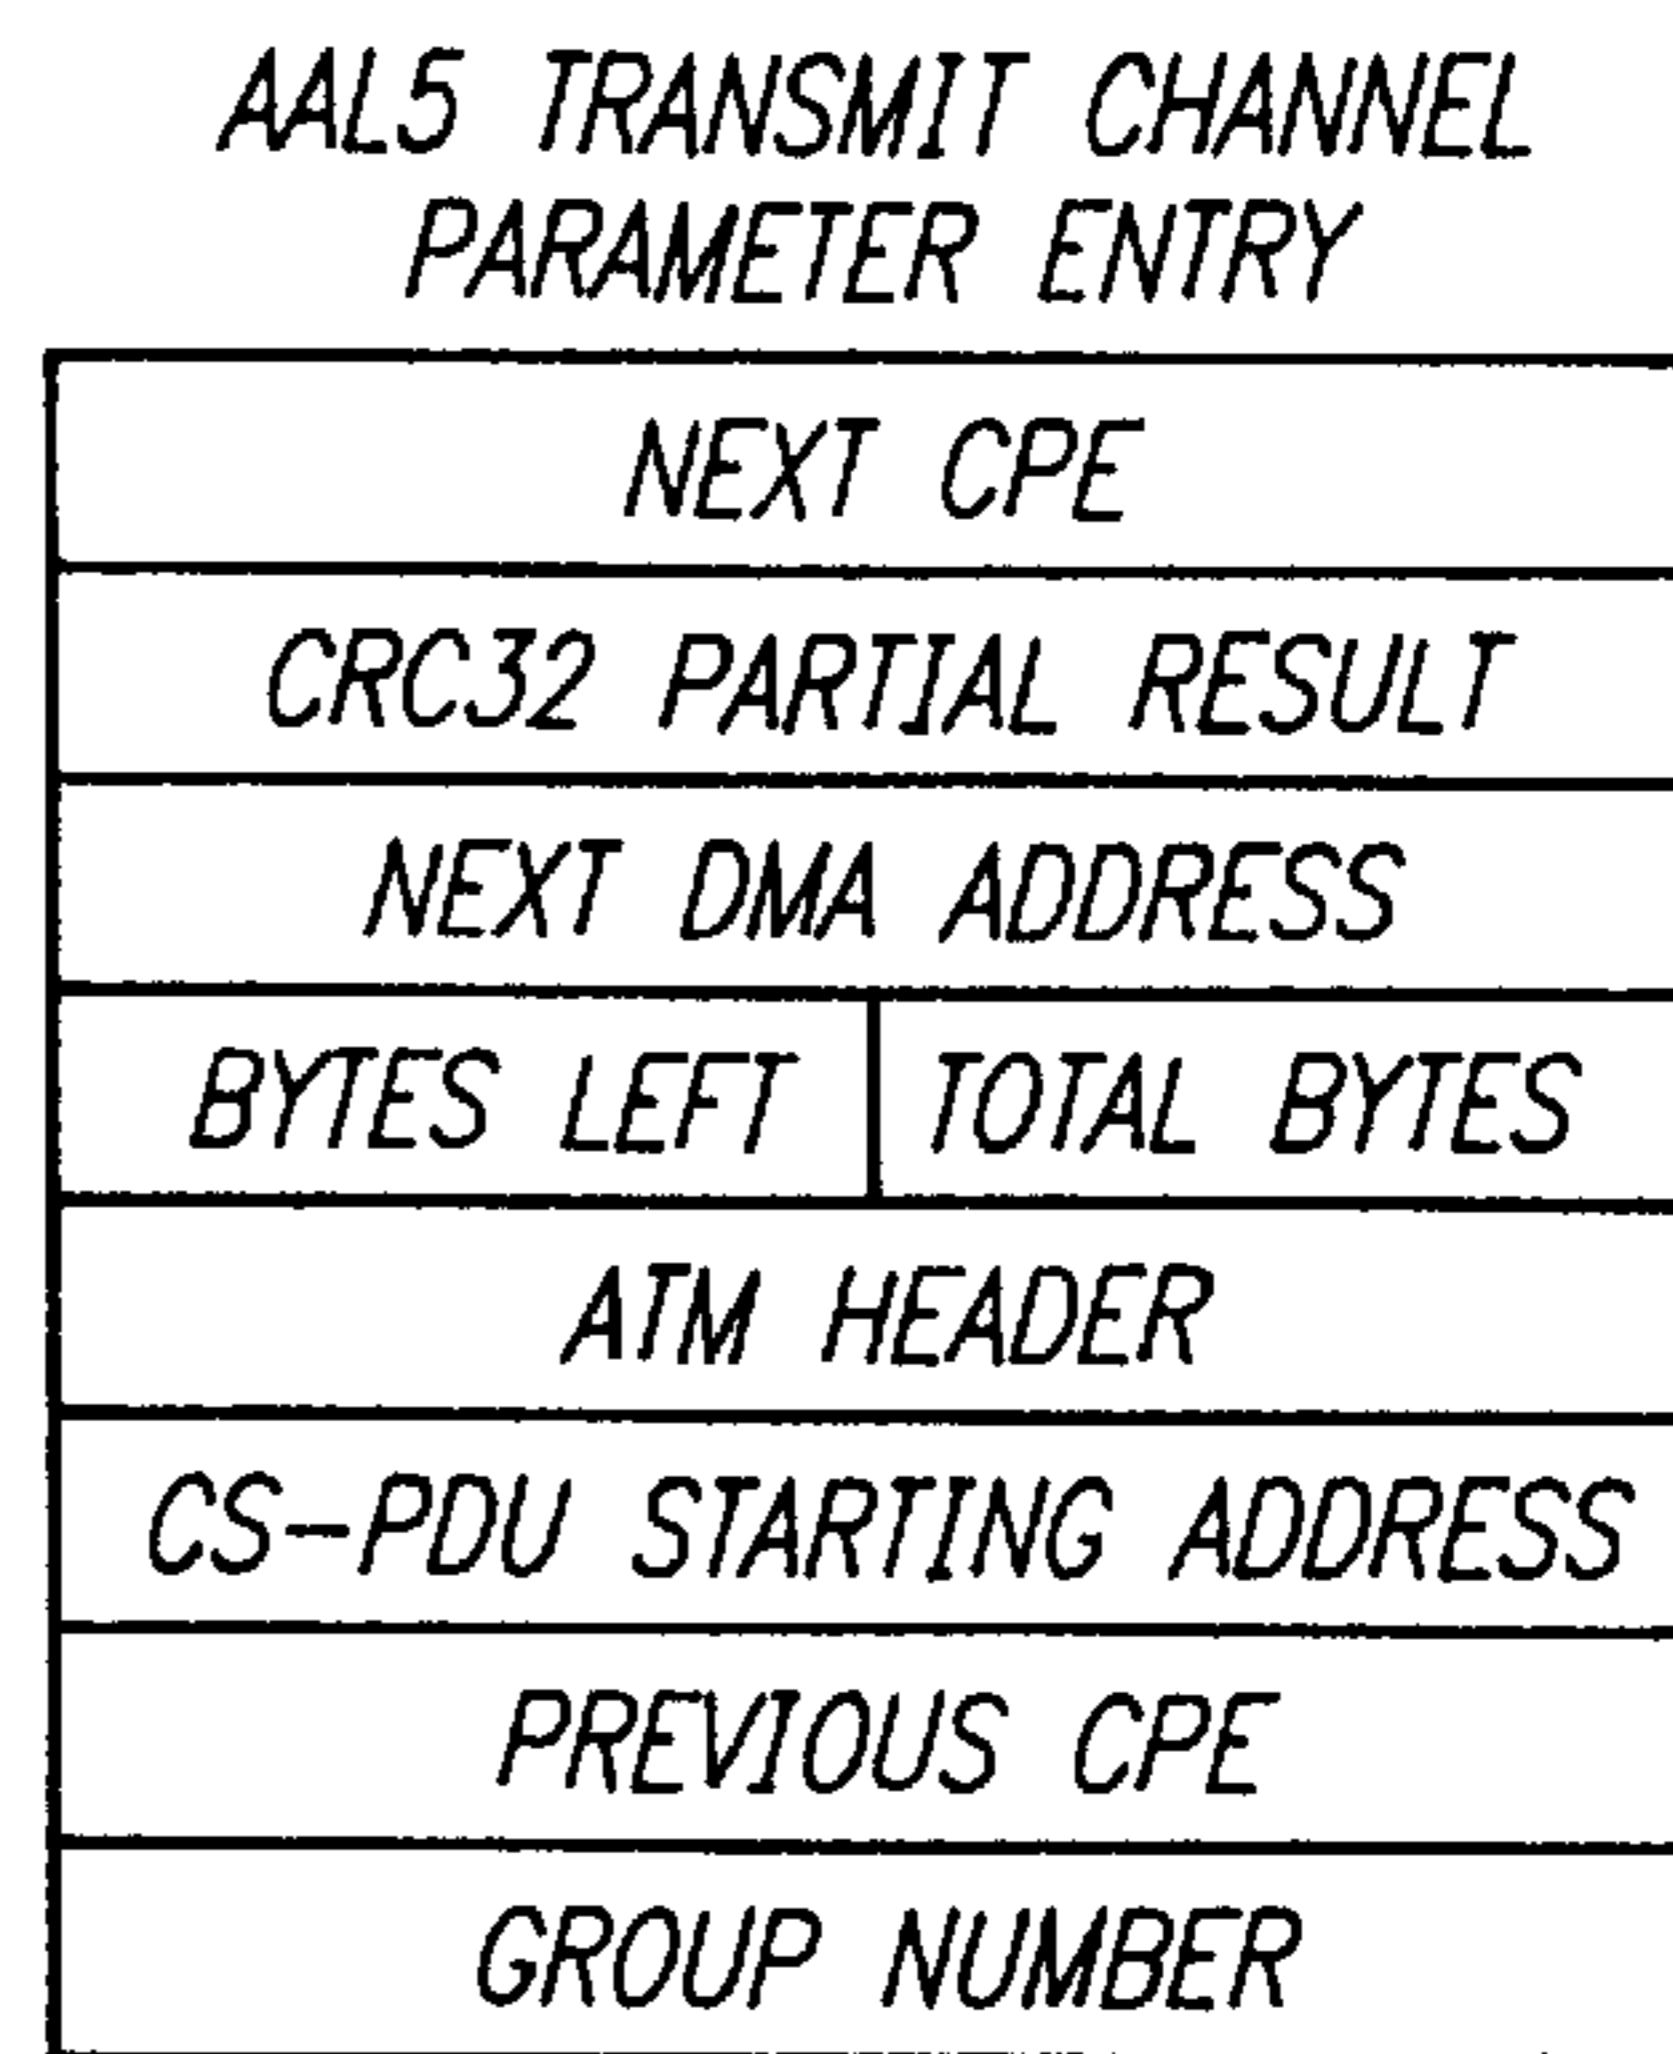 AAL5 TRANSMIT CHANNEL
PARAMETER ENTRY
NEXT CPE
CRC32 PARTIAL RESULT
NEXT DMA ADDRESS
BYTES LEFT TOTAL BYTES
ATM HEADER
CS-PDU STARTING ADDRESS
PREVIOUS CPE
GROUP NUMBER